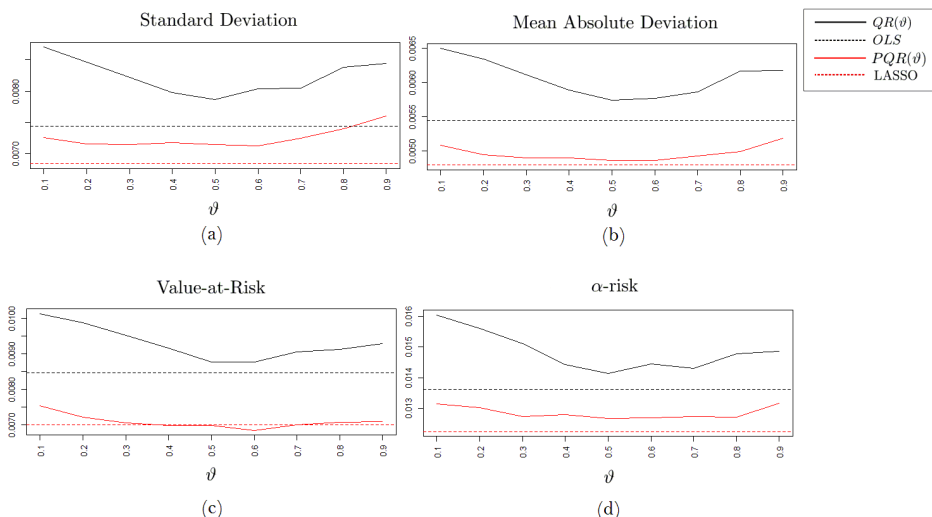 Standard Deviation
0.0070 0.0080
0.1 0.2 0.3 0.4 0.5 0.6 0.7 0.8 0.9
ϑ
(a)
Mean Absolute Deviation
0.0050 0.0055 0.0060 0.0065
0.1 0.2 0.3 0.4 0.5 0.6 0.7 0.8 0.9
ϑ
(b)
QR(ϑ)
OLS
PQR(ϑ)
LASSO
Value-at-Risk
0.0070 0.0080 0.0090 0.0100
0.1 0.2 0.3 0.4 0.5 0.6 0.7 0.8 0.9
ϑ
(c)
α-risk
0.013 0.014 0.015 0.016
0.1 0.2 0.3 0.4 0.5 0.6 0.7 0.8 0.9
ϑ
(d)